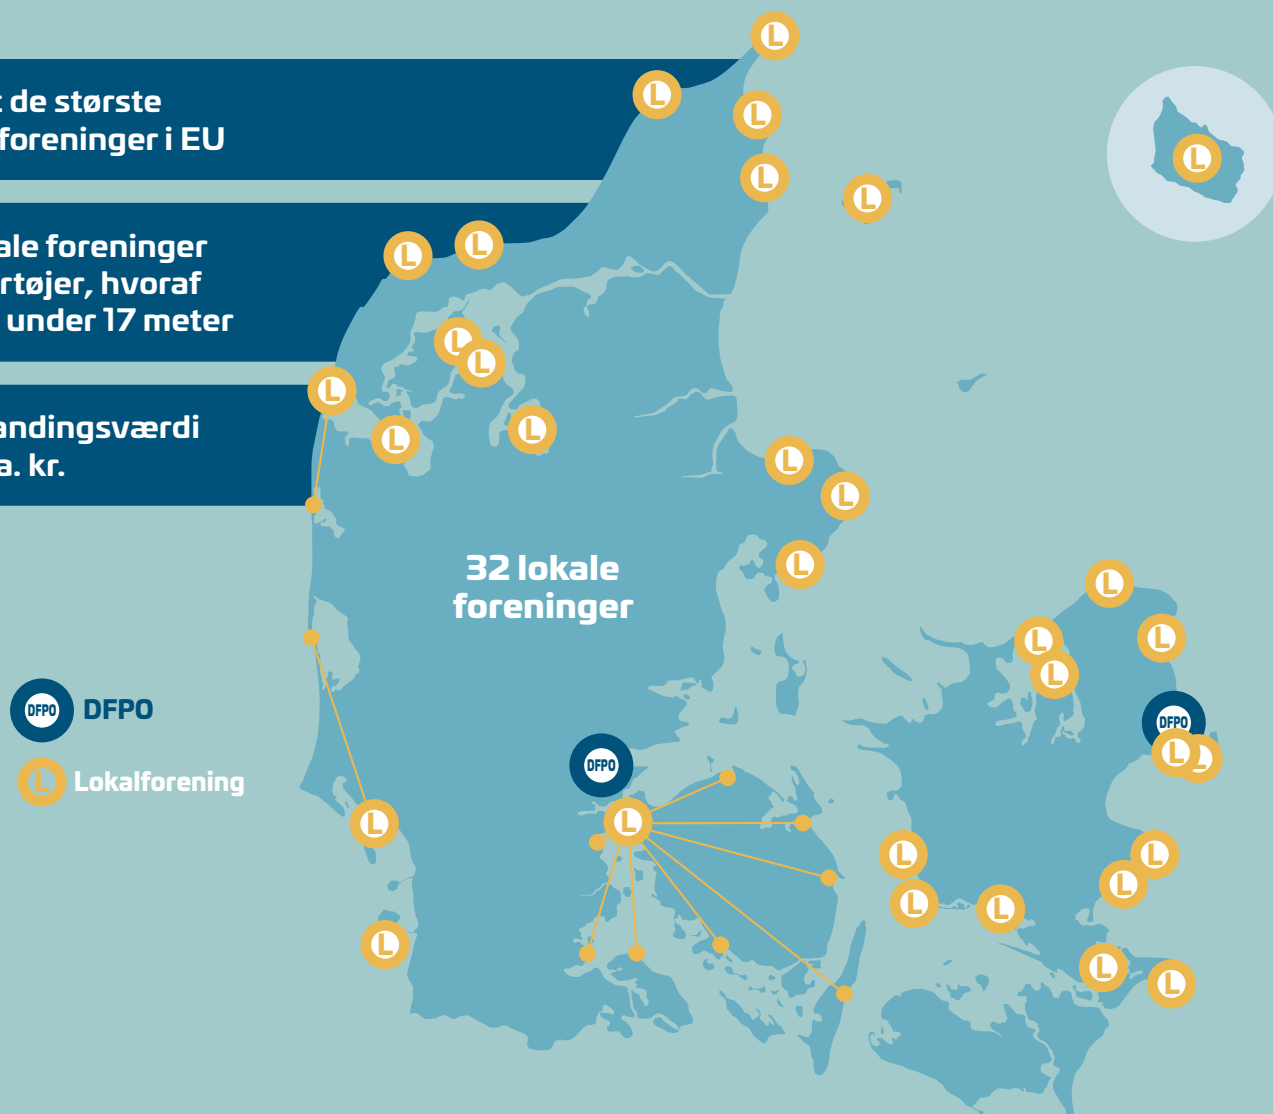 L
L
t de største
L
foreninger i EU
L
L
L
ale foreninger
L
L
rtøjer, hvoraf
under 17 meter
L
L
L
andingsværdi
L
L
a. kr.
L
L
32 lokale
foreninger
L
L
L
L
L
DFPO DFPO
DFPO
L
L
DFPO
L Lokalforening
L
L
L
L
L
L
L
L
L
L